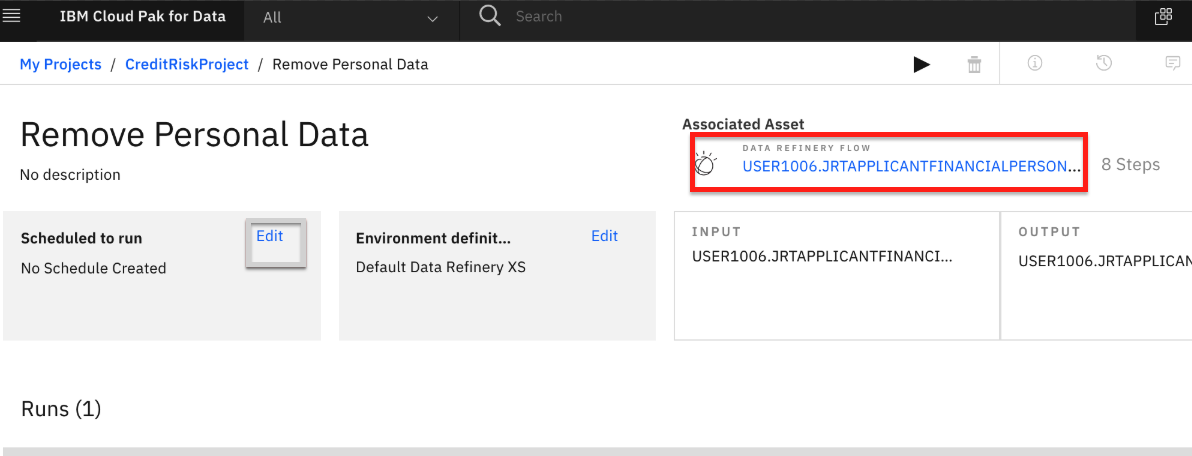 IBM Cloud Pak for Data
All
Search
My Projects / CreditRiskProject / Remove Personal Data
Remove Personal Data
No description
Associated Asset
DATA REFINERY FLOW
USER1006.JRTAPPLICANTFINANCIALPERSON...
8 Steps
Scheduled to run
Edit
No Schedule Created
Environment definit...
Edit
Default Data Refinery XS
INPUT
USER1006.JRTAPPLICANTFINANCI...
OUTPUT
USER1006.JRTAPPLICAN
Runs (1)